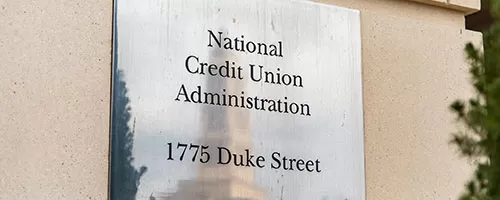 National
Credit Union
Administration
1775 Duke Street